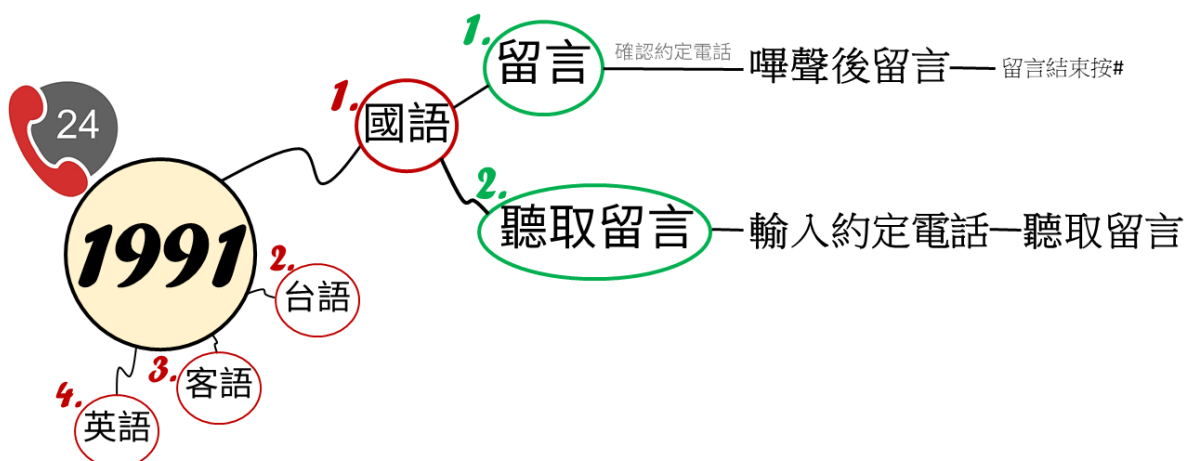 24
1991
1. 國語
1. 留言
確認約定電話
嗶聲後留言
留言結束按#
2. 聽取留言
輸入約定電話
聽取留言
2. 台語
3. 客語
4. 英語